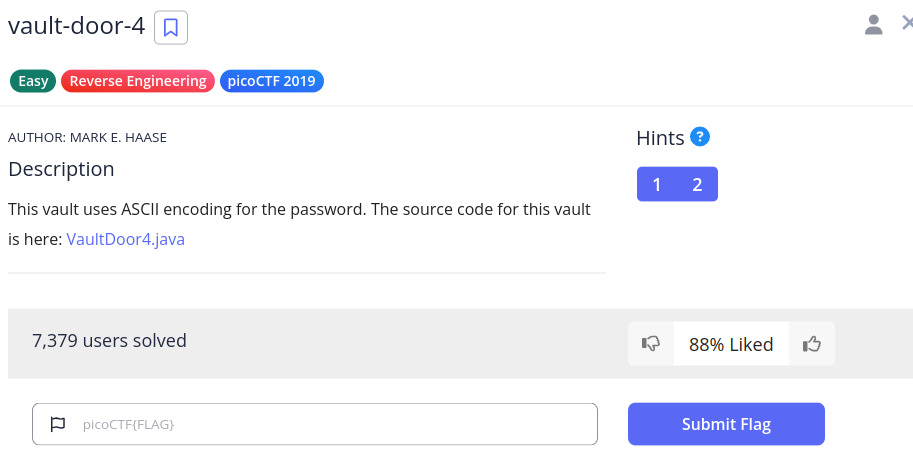 vault-door-4
Easy Reverse Engineering picoCTF 2019
AUTHOR: MARK E. HAASE
Description
This vault uses ASCII encoding for the password. The source code for this vault
is here: VaultDoor4.java
Hints ?
1 2
7,379 users solved
88% Liked
picoCTF{FLAG}
Submit Flag